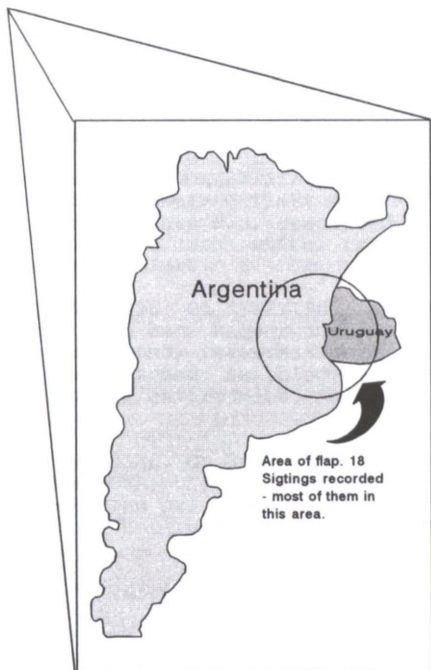 Argentina
Uruguay
Area of flap. 18
Sigtings recorded
- most of them in
this area.